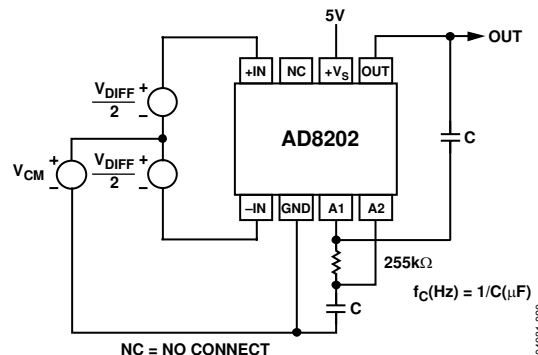 5V
OUT
+IN
NC
+VS
OUT
VDIFF
2
+
−
AD8202
C
VCM
+
−
VDIFF
2
+
−
−IN
GND
A1
A2
255kΩ
C
fC(Hz) = 1/C(μF)
NC = NO CONNECT